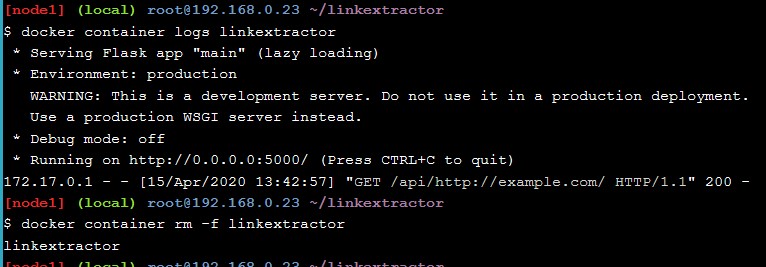 [node1] (local) root@192.168.0.23 ~/linkextractor
$ docker container logs linkextractor
 * Serving Flask app "main" (lazy loading)
 * Environment: production
   WARNING: This is a development server. Do not use it in a production deployment.
   Use a production WSGI server instead.
 * Debug mode: off
 * Running on http://0.0.0.0:5000/ (Press CTRL+C to quit)
172.17.0.1 - - [15/Apr/2020 13:42:57] "GET /api/http://example.com/ HTTP/1.1" 200 -
[node1] (local) root@192.168.0.23 ~/linkextractor
$ docker container rm -f linkextractor
linkextractor
[node1] (local) root@192.168.0.23 ~/linkextractor